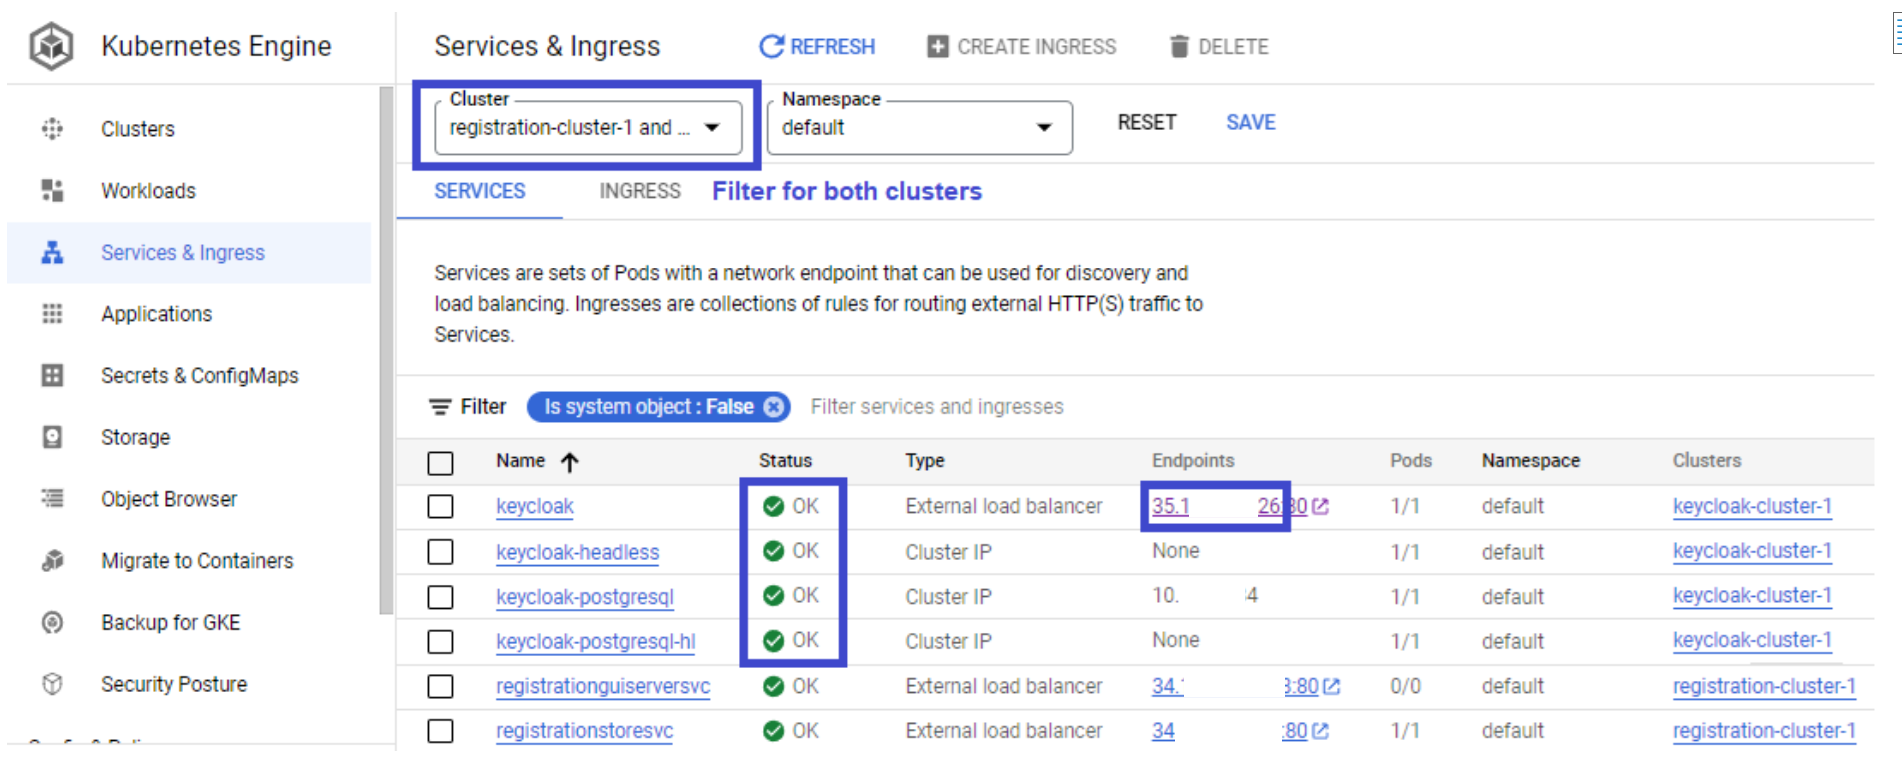 Kubernetes Engine
Services & Ingress
REFRESH
CREATE INGRESS
DELETE
Cluster
registration-cluster-1 and ...
Namespace
default
RESET
SAVE
SERVICES
INGRESS
Filter for both clusters
Clusters
Workloads
Services & Ingress
Applications
Secrets & ConfigMaps
Storage
Object Browser
Migrate to Containers
Backup for GKE
Security Posture
Services are sets of Pods with a network endpoint that can be used for discovery and
load balancing. Ingresses are collections of rules for routing external HTTP(S) traffic to
Services.
Filter Is system object : False Filter services and ingresses
Name Status Type Endpoints Pods Namespace Clusters
keycloak OK External load balancer 35.1 26:80 1/1 default keycloak-cluster-1
keycloak-headless OK Cluster IP None 1/1 default keycloak-cluster-1
keycloak-postgresql OK Cluster IP 10. 4 1/1 default keycloak-cluster-1
keycloak-postgresql-hl OK Cluster IP None 1/1 default keycloak-cluster-1
registrationguiserversvc OK External load balancer 34. :80 0/0 default registration-cluster-1
registrationstoresvc OK External load balancer 34 :80 1/1 default registration-cluster-1